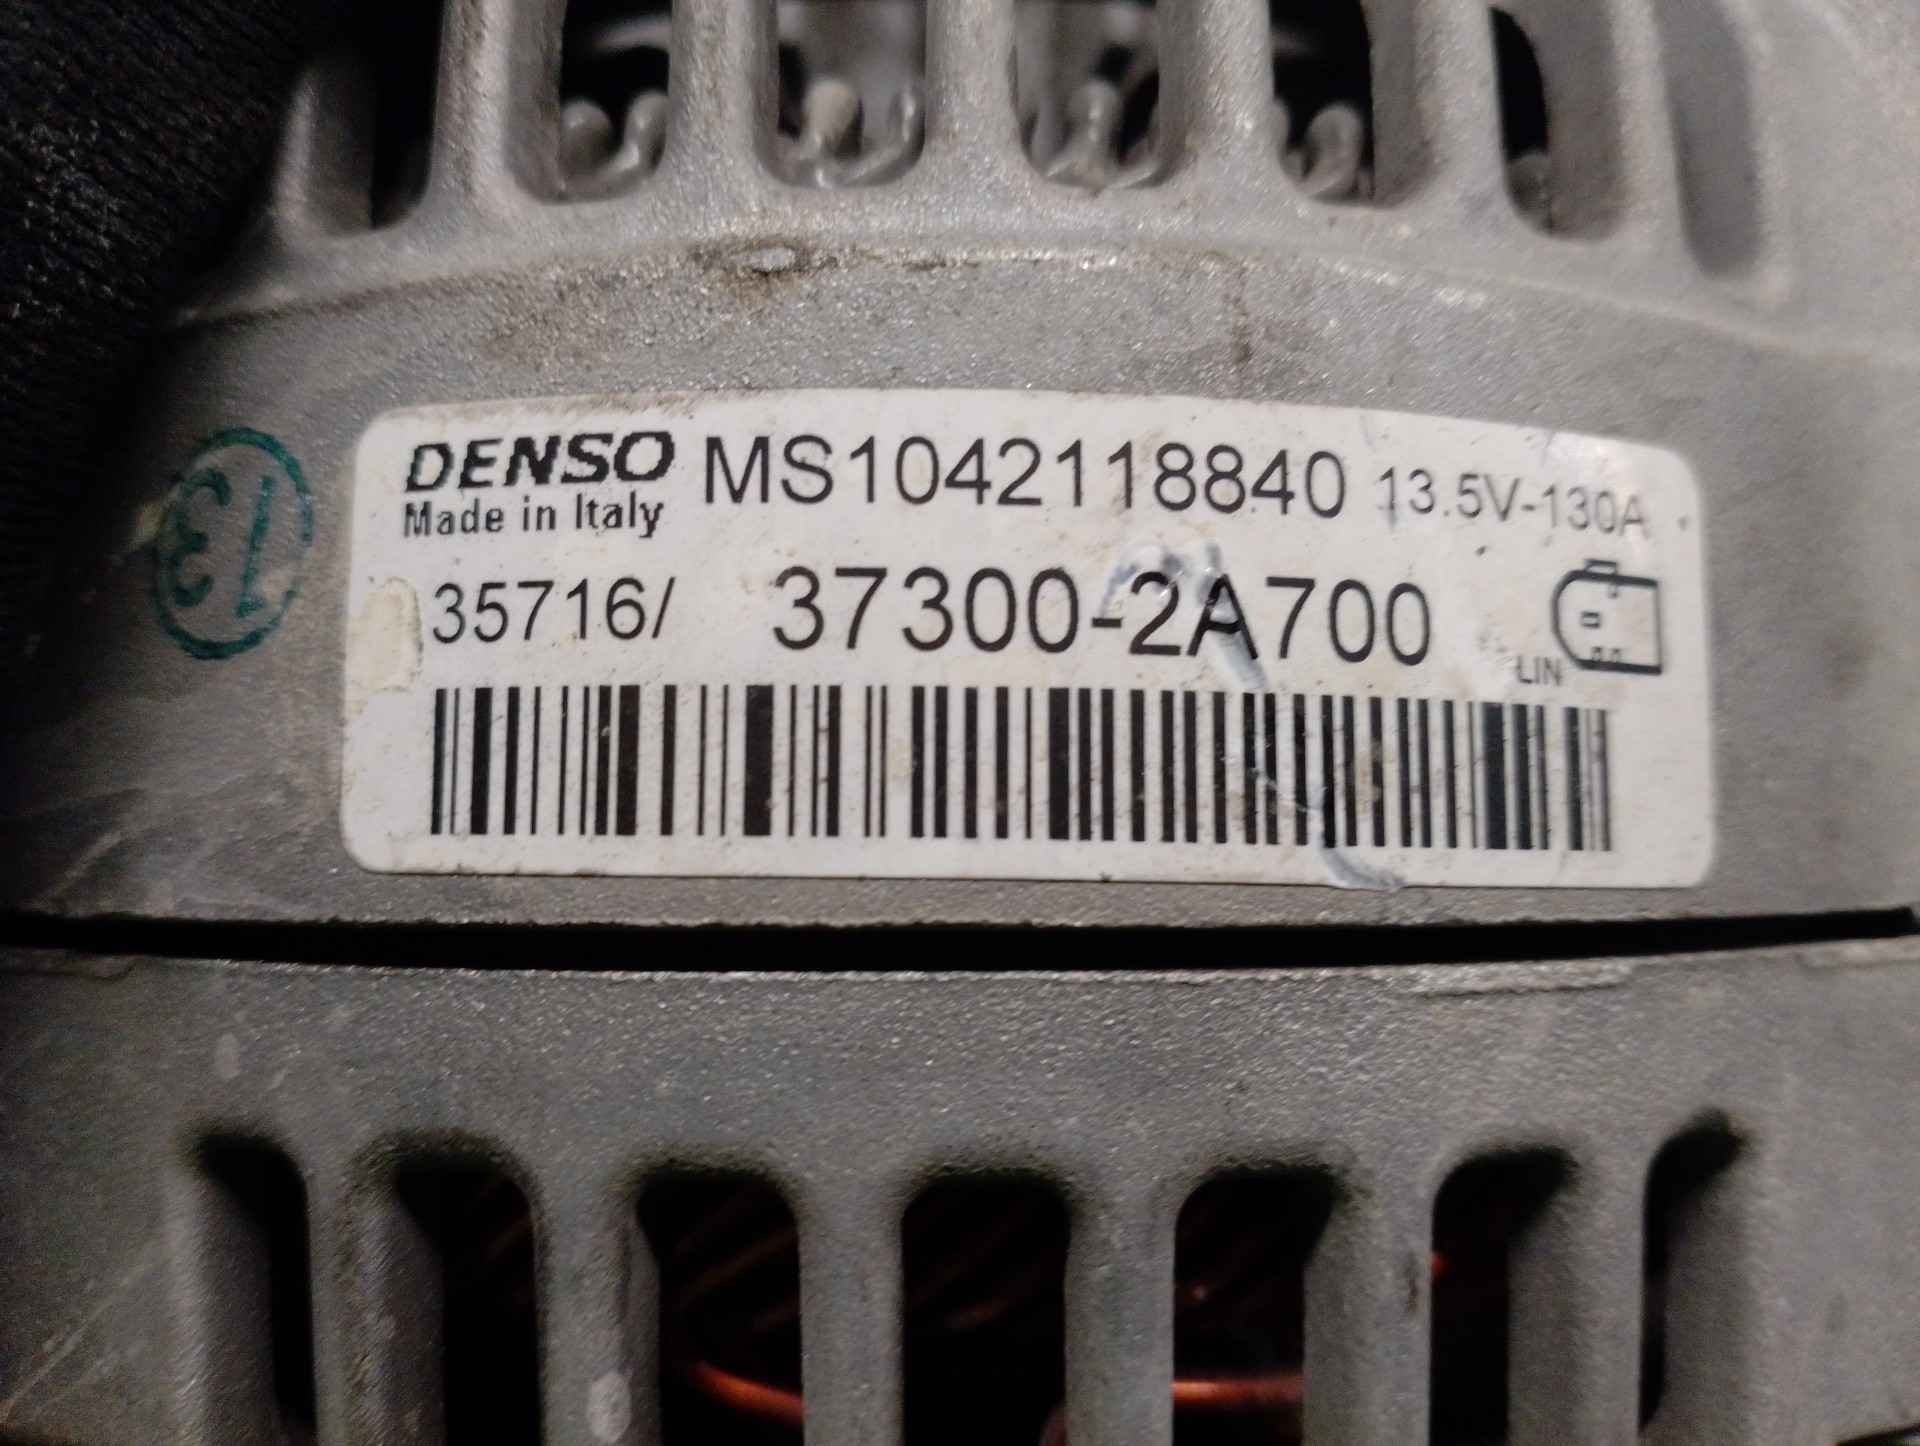 DENSO MS1042118840 13.5V-130A
Made in Italy
35716/ 37300-2A700
LIN
13